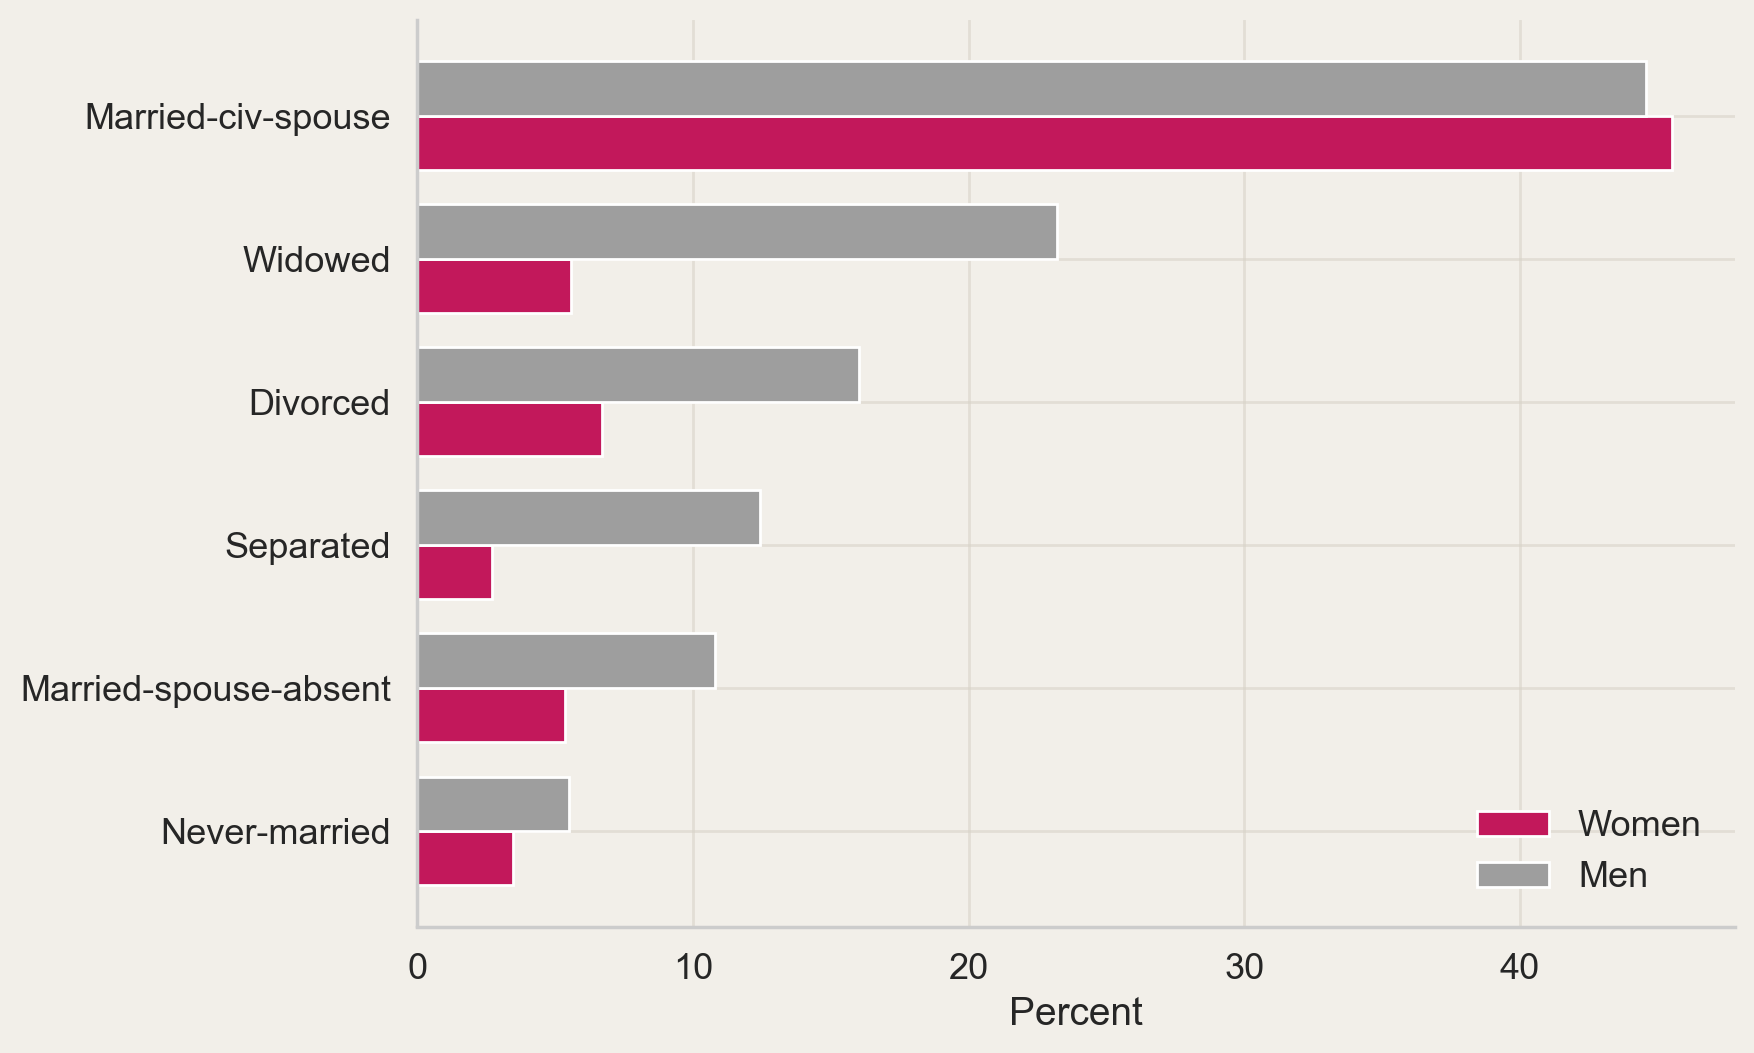 Married-civ-spouse
Widowed
Divorced
Separated
Married-spouse-absent
Never-married
Women
Men
0 10 20 30 40
Percent